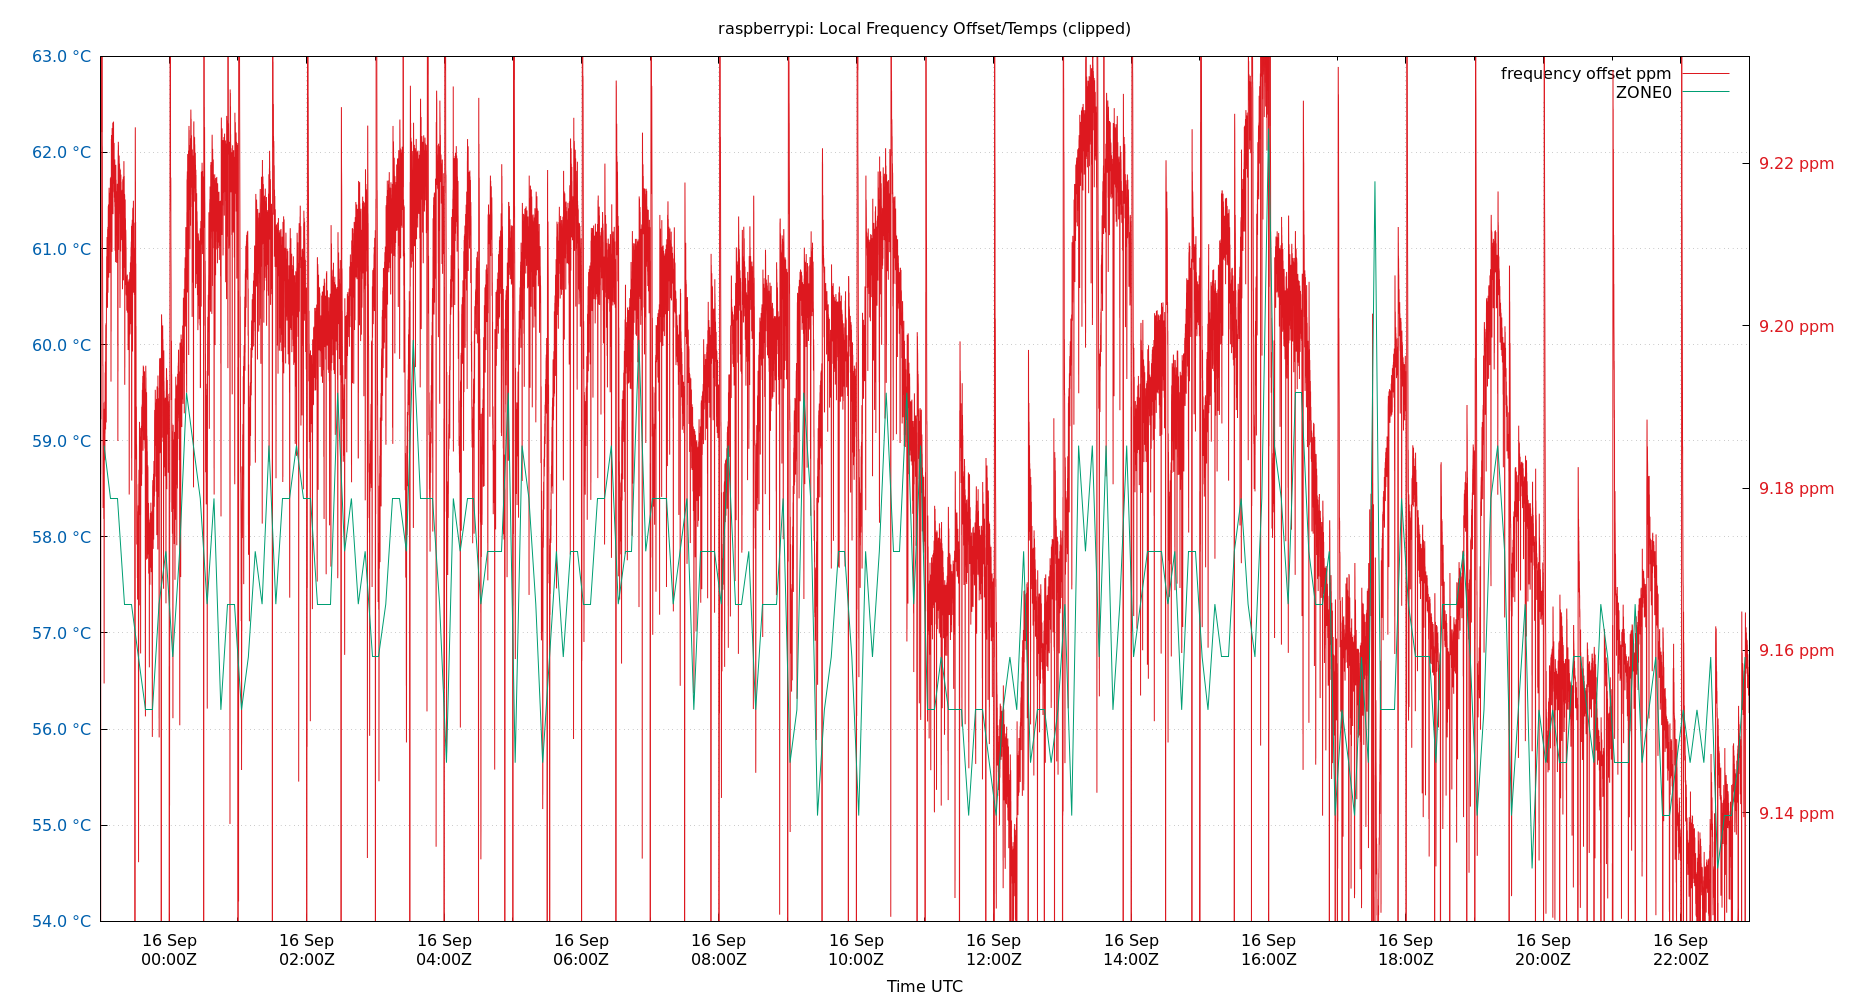 raspberrypi: Local Frequency Offset/Temps (clipped)
63.0 °C
62.0 °C
61.0 °C
60.0 °C
59.0 °C
58.0 °C
57.0 °C
56.0 °C
55.0 °C
54.0 °C
frequency offset ppm
ZONE0
9.22 ppm
9.20 ppm
9.18 ppm
9.16 ppm
9.14 ppm
16 Sep 16 Sep 16 Sep 16 Sep 16 Sep 16 Sep 16 Sep 16 Sep 16 Sep 16 Sep 16 Sep 16 Sep
00:00Z 02:00Z 04:00Z 06:00Z 08:00Z 10:00Z 12:00Z 14:00Z 16:00Z 18:00Z 20:00Z 22:00Z
Time UTC